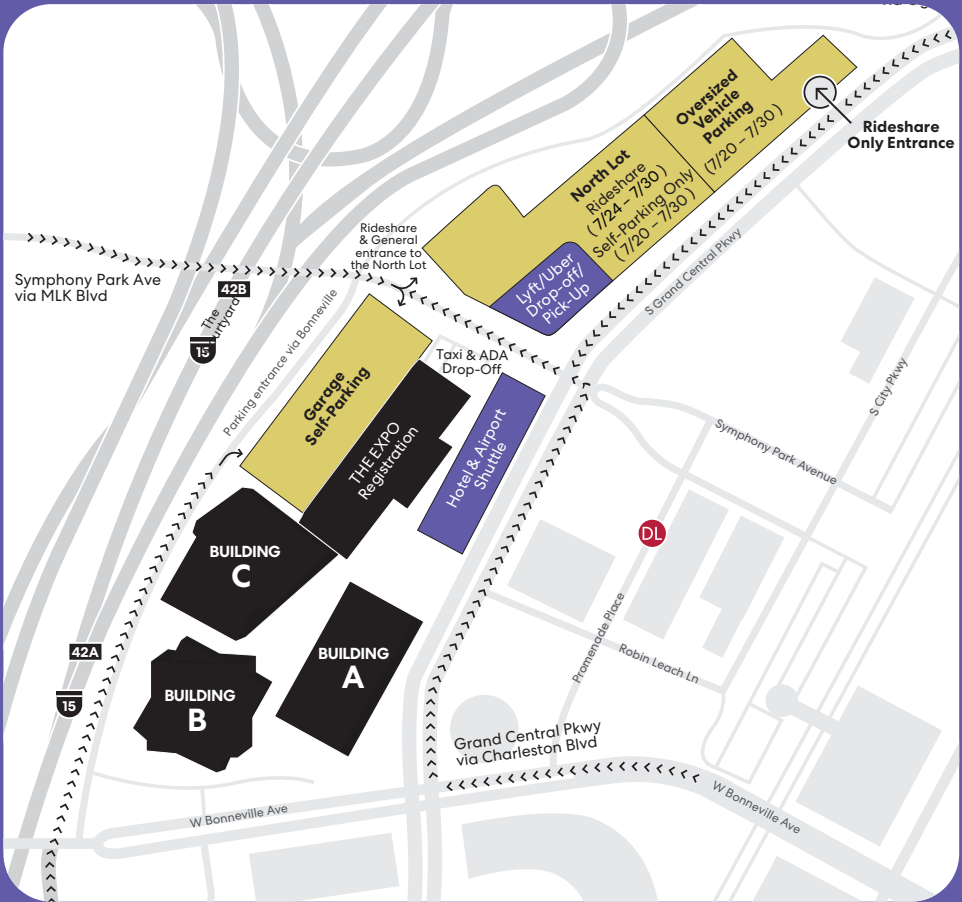 Oversized
Vehicle
Parking
(7/20 – 7/30)
Rideshare
Only Entrance
North Lot
Rideshare
(7/24 – 7/30)
Self-Parking Only
(7/20 – 7/30)
Rideshare
& General
entrance to
the North Lot
Lyft/Uber
Drop-off/
Pick-Up
S Grand Central Pkwy
Symphony Park Ave
via MLK Blvd
42B
The
15
Parking entrance via Bonneville
Taxi & ADA
Drop-Off
Garage
Self-Parking
THE EXPO
Registration
Hotel & Airport
Shuttle
S City Pkwy
Symphony Park Avenue
DL
BUILDING
C
BUILDING
A
BUILDING
B
42A
15
Promenade Place
Robin Leach Ln
Grand Central Pkwy
via Charleston Blvd
W Bonneville Ave
W Bonneville Ave